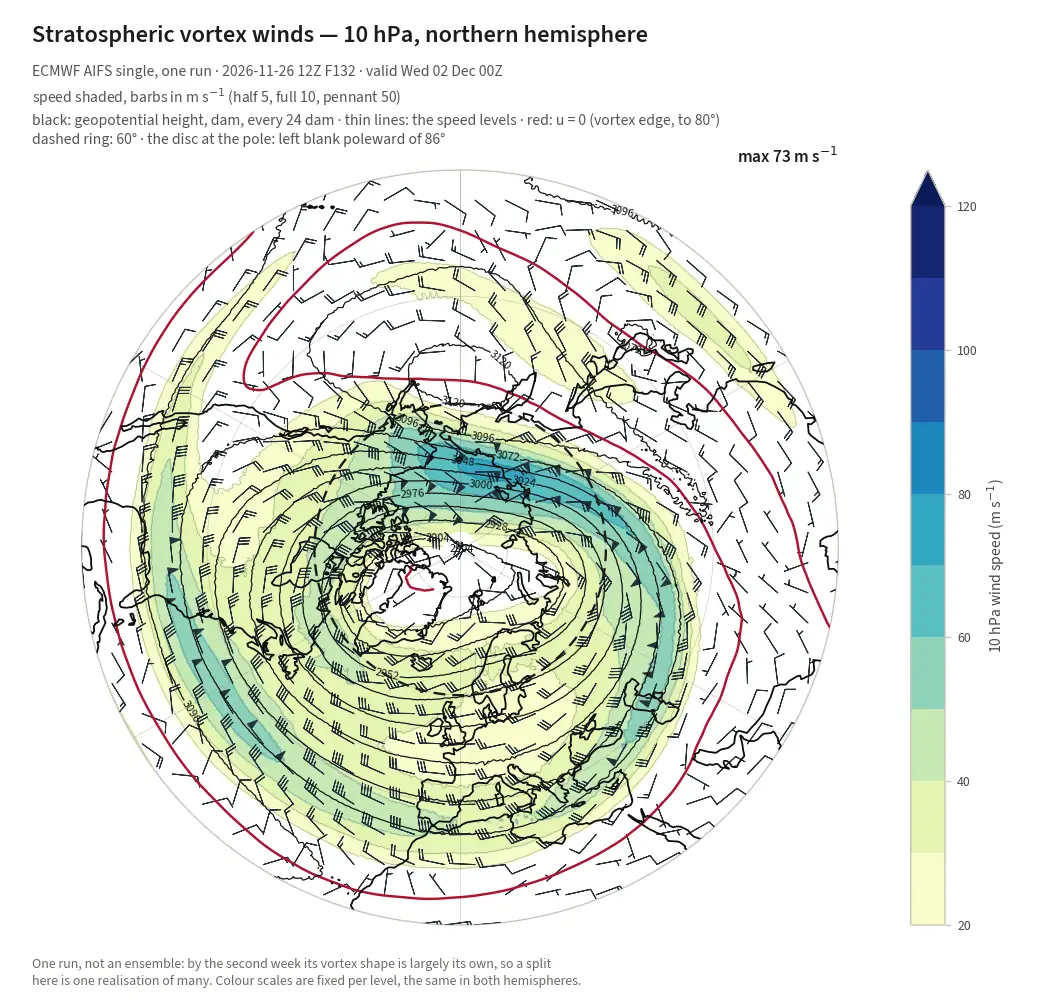 Stratospheric vortex winds — 10 hPa, northern hemisphere
ECMWF AIFS single, one run · 2026-11-26 12Z F132 · valid Wed 02 Dec 00Z
speed shaded, barbs in m s⁻¹ (half 5, full 10, pennant 50)
black: geopotential height, dam, every 24 dam · thin lines: the speed levels · red: u = 0 (vortex edge, to 80°)
dashed ring: 60° · the disc at the pole: left blank poleward of 86°
max 73 m s⁻¹
3096
3120
3120
3096
3096
3072
3048
3024
3000
2976
2928
2904
2904
2952
3096
120
100
80
60
40
20
10 hPa wind speed (m s⁻¹)
One run, not an ensemble: by the second week its vortex shape is largely its own, so a split
here is one realisation of many. Colour scales are fixed per level, the same in both hemispheres.